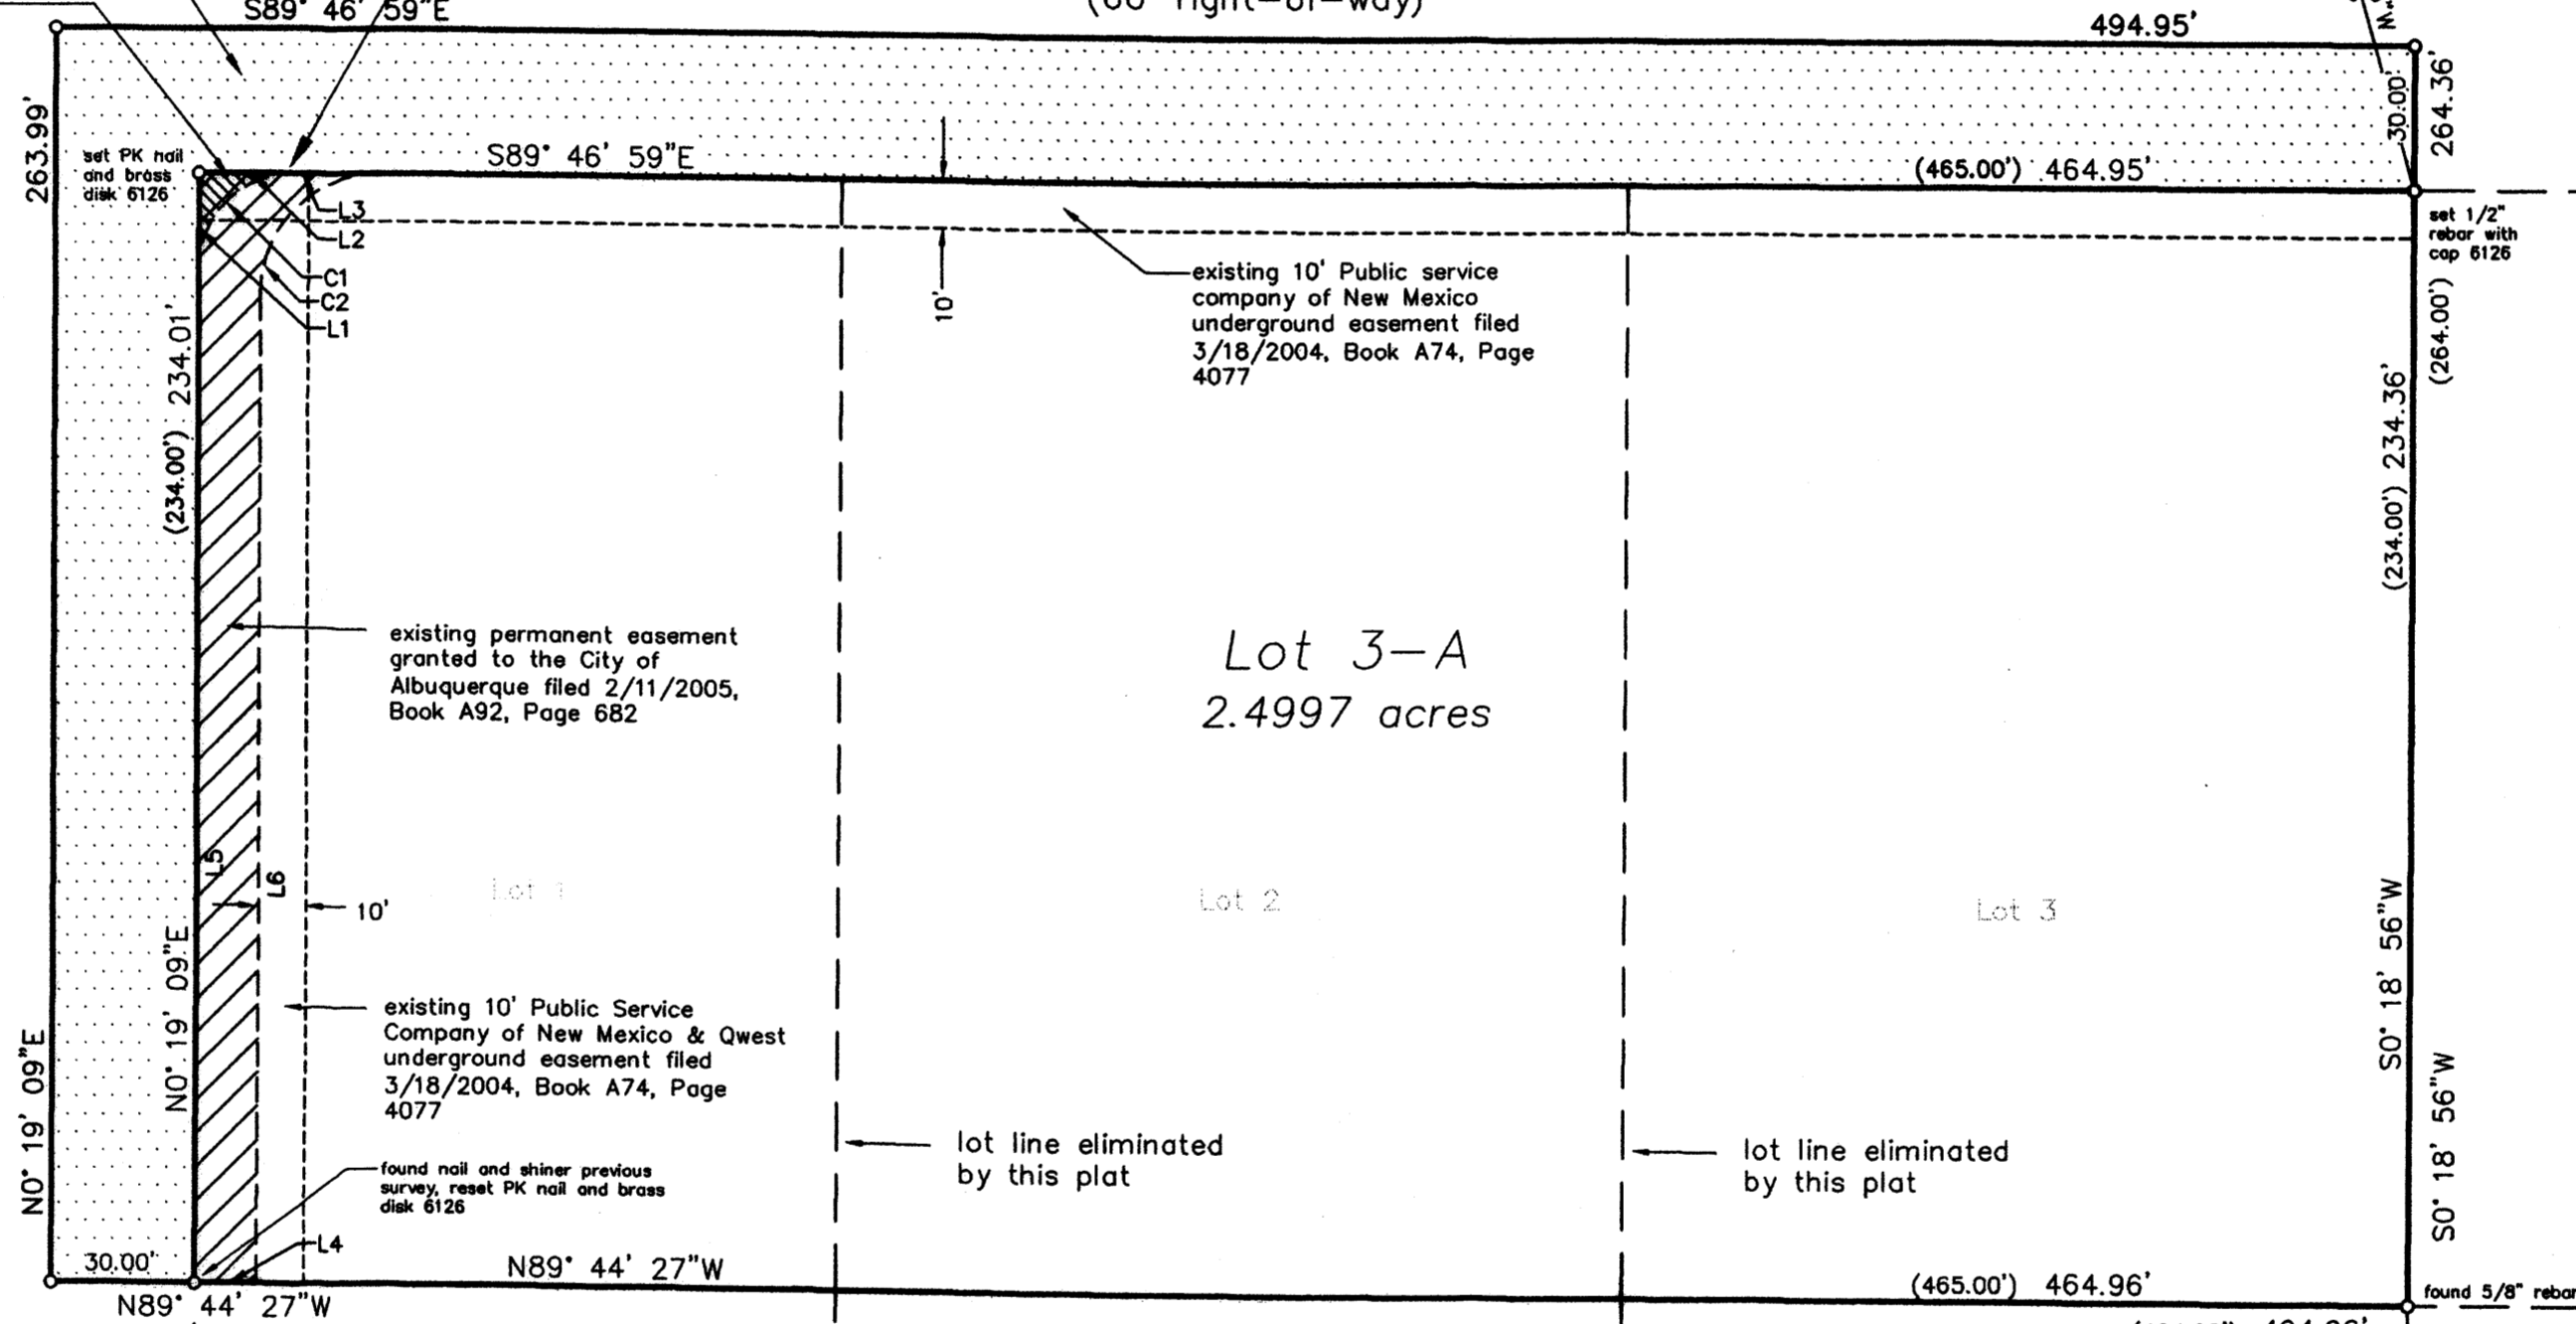 (60' right-of-way)
S89° 46' 59"E
494.95'
263.99'
264.36'
30.00'
set PK nail
and brass
disk 6126
S89° 46' 59"E
(465.00') 464.95'
L3
L2
C1
C2
L1
10'
set 1/2"
rebar with
cap 6126
existing 10' Public service
company of New Mexico
underground easement filed
3/18/2004, Book A74, Page
4077
(264.00')
(234.00') 234.01'
(234.00') 234.36'
existing permanent easement
granted to the City of
Albuquerque filed 2/11/2005,
Book A92, Page 682
Lot 3-A
2.4997 acres
L5
L6
10'
Lot 1
Lot 2
Lot 3
N0° 19' 09"E
N0° 19' 09"E
S0° 18' 56"W
S0° 18' 56"W
existing 10' Public Service
Company of New Mexico & Qwest
underground easement filed
3/18/2004, Book A74, Page
4077
lot line eliminated
by this plat
lot line eliminated
by this plat
found nail and shiner previous
survey, reset PK nail and brass
disk 6126
L4
30.00'
N89° 44' 27"W
(465.00') 464.96'
found 5/8" rebar
N89° 44' 27"W